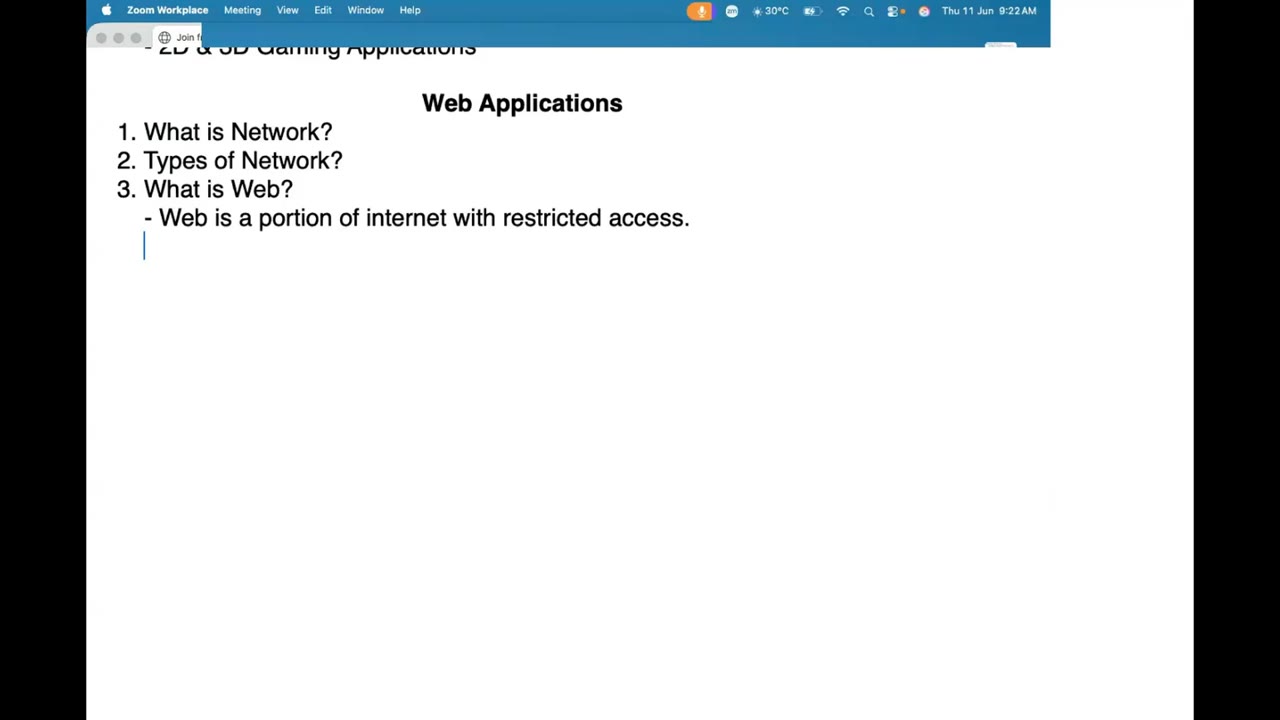 Zoom Workplace Meeting View Edit Window Help zm 30°C Thu 11 Jun 9:22 AM
Join
- 2D & 3D Gaming Applications
Web Applications
1. What is Network?
2. Types of Network?
3. What is Web?
- Web is a portion of internet with restricted access.